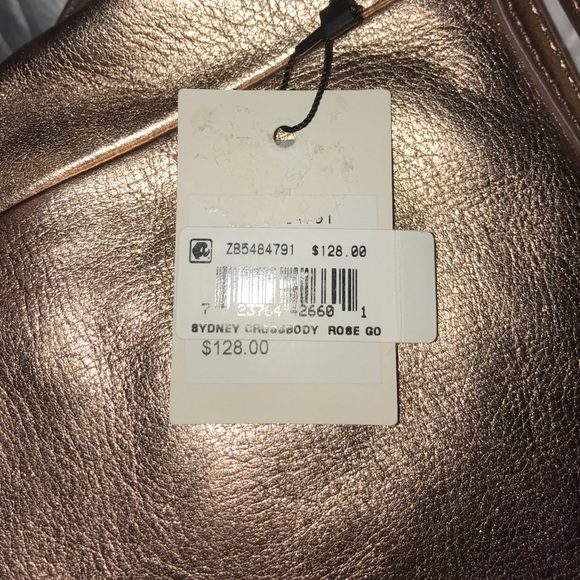 ZB5484791 $128.00
7 23764 42660 1
SYDNEY CROSSBODY ROSE GO
$128.00